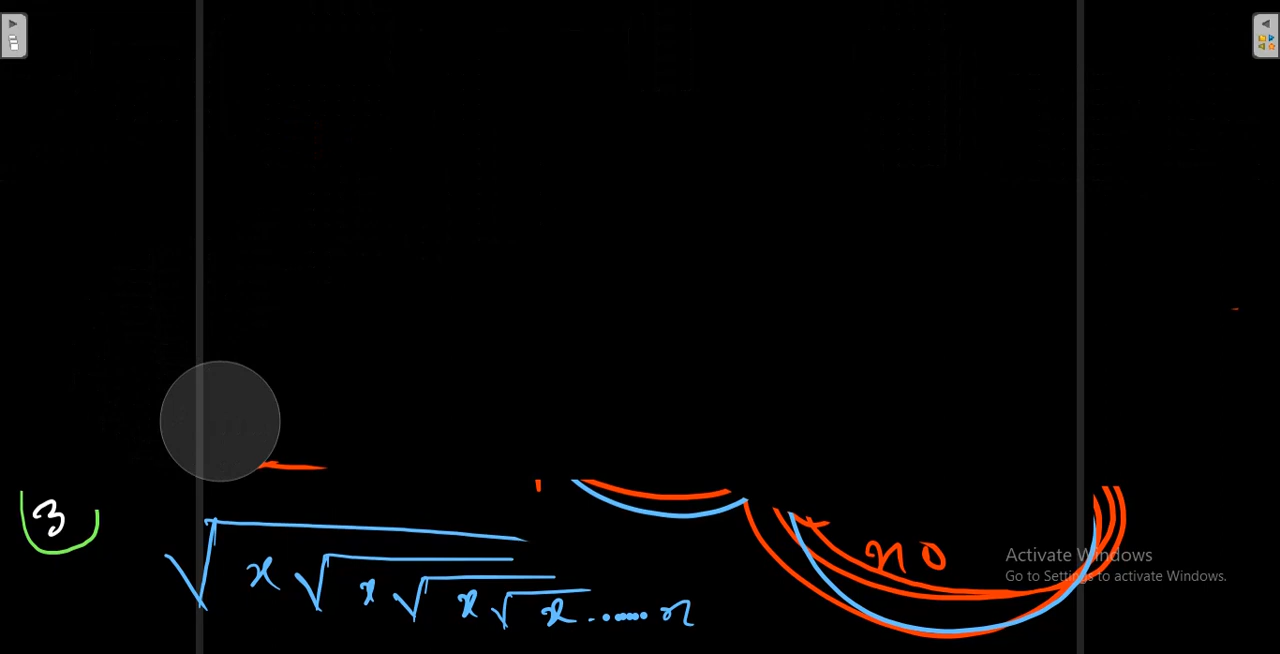 no
Activate Windows
Go to Settings to activate Windows.
3
√x√x√x√x......n